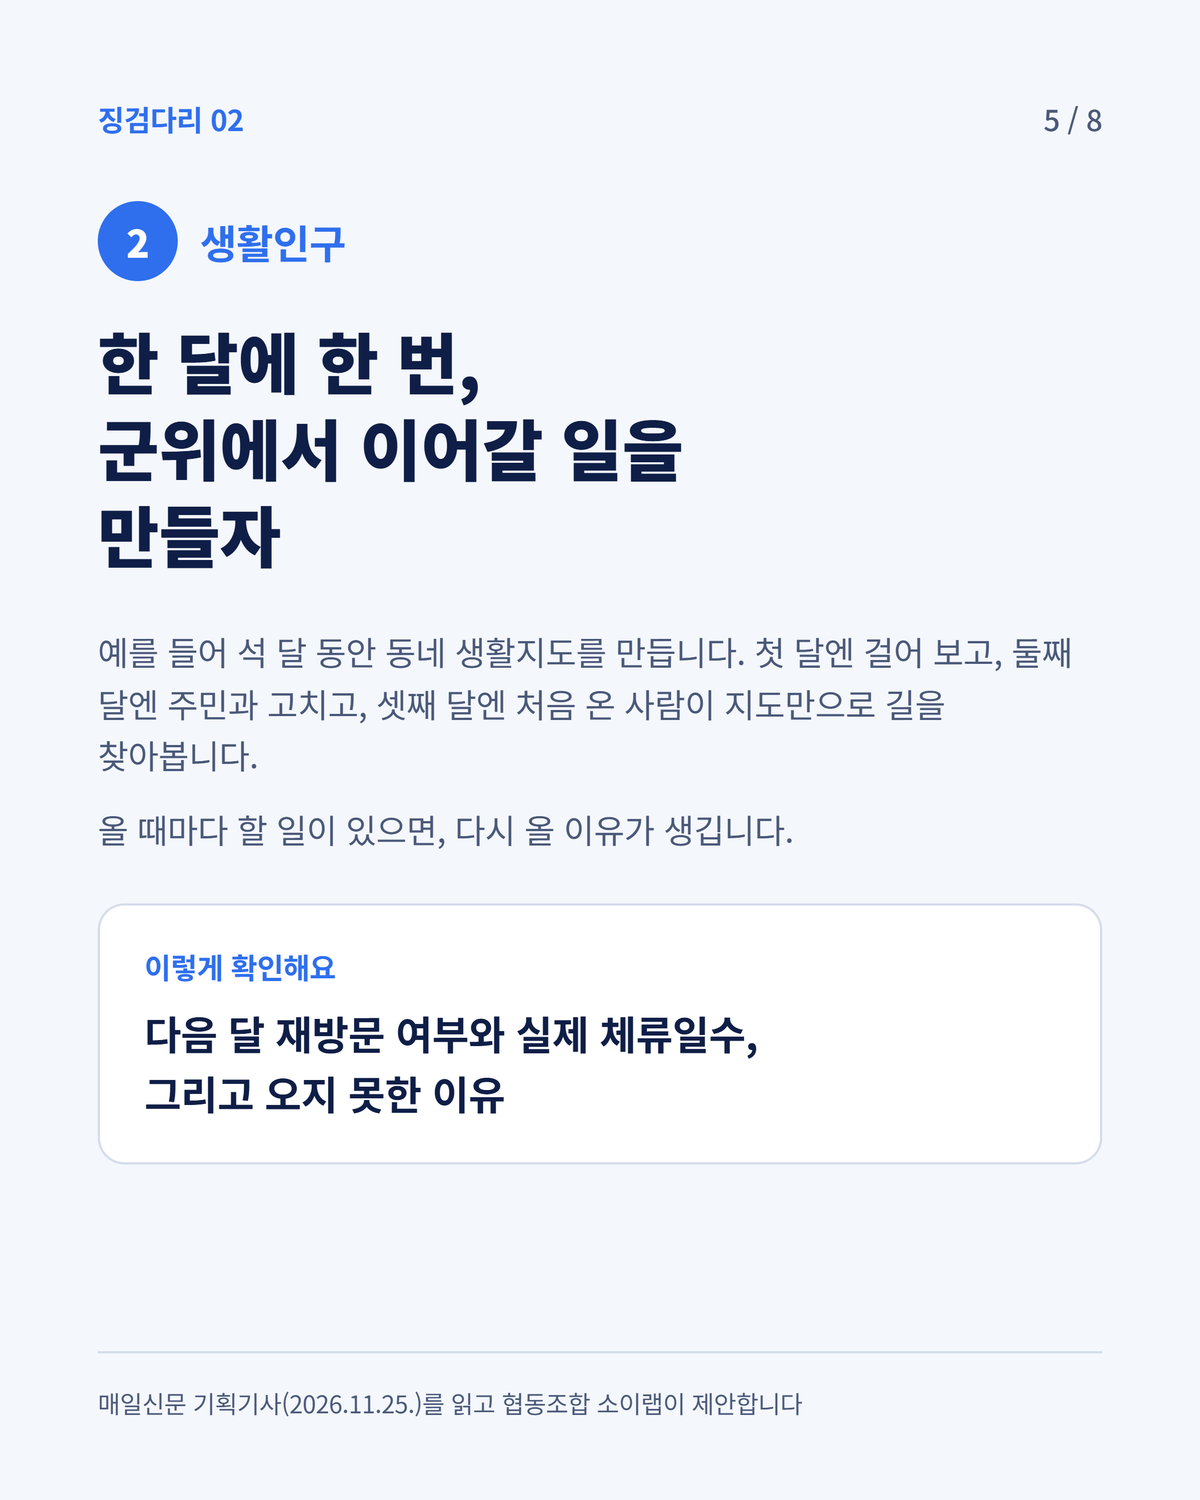 징검다리 02
5 / 8
2 생활인구
한 달에 한 번,
군위에서 이어갈 일을
만들자
예를 들어 석 달 동안 동네 생활지도를 만듭니다. 첫 달엔 걸어 보고, 둘째
달엔 주민과 고치고, 셋째 달엔 처음 온 사람이 지도만으로 길을
찾아봅니다.
올 때마다 할 일이 있으면, 다시 올 이유가 생깁니다.
이렇게 확인해요
다음 달 재방문 여부와 실제 체류일수,
그리고 오지 못한 이유
매일신문 기획기사(2026.11.25.)를 읽고 협동조합 소이랩이 제안합니다